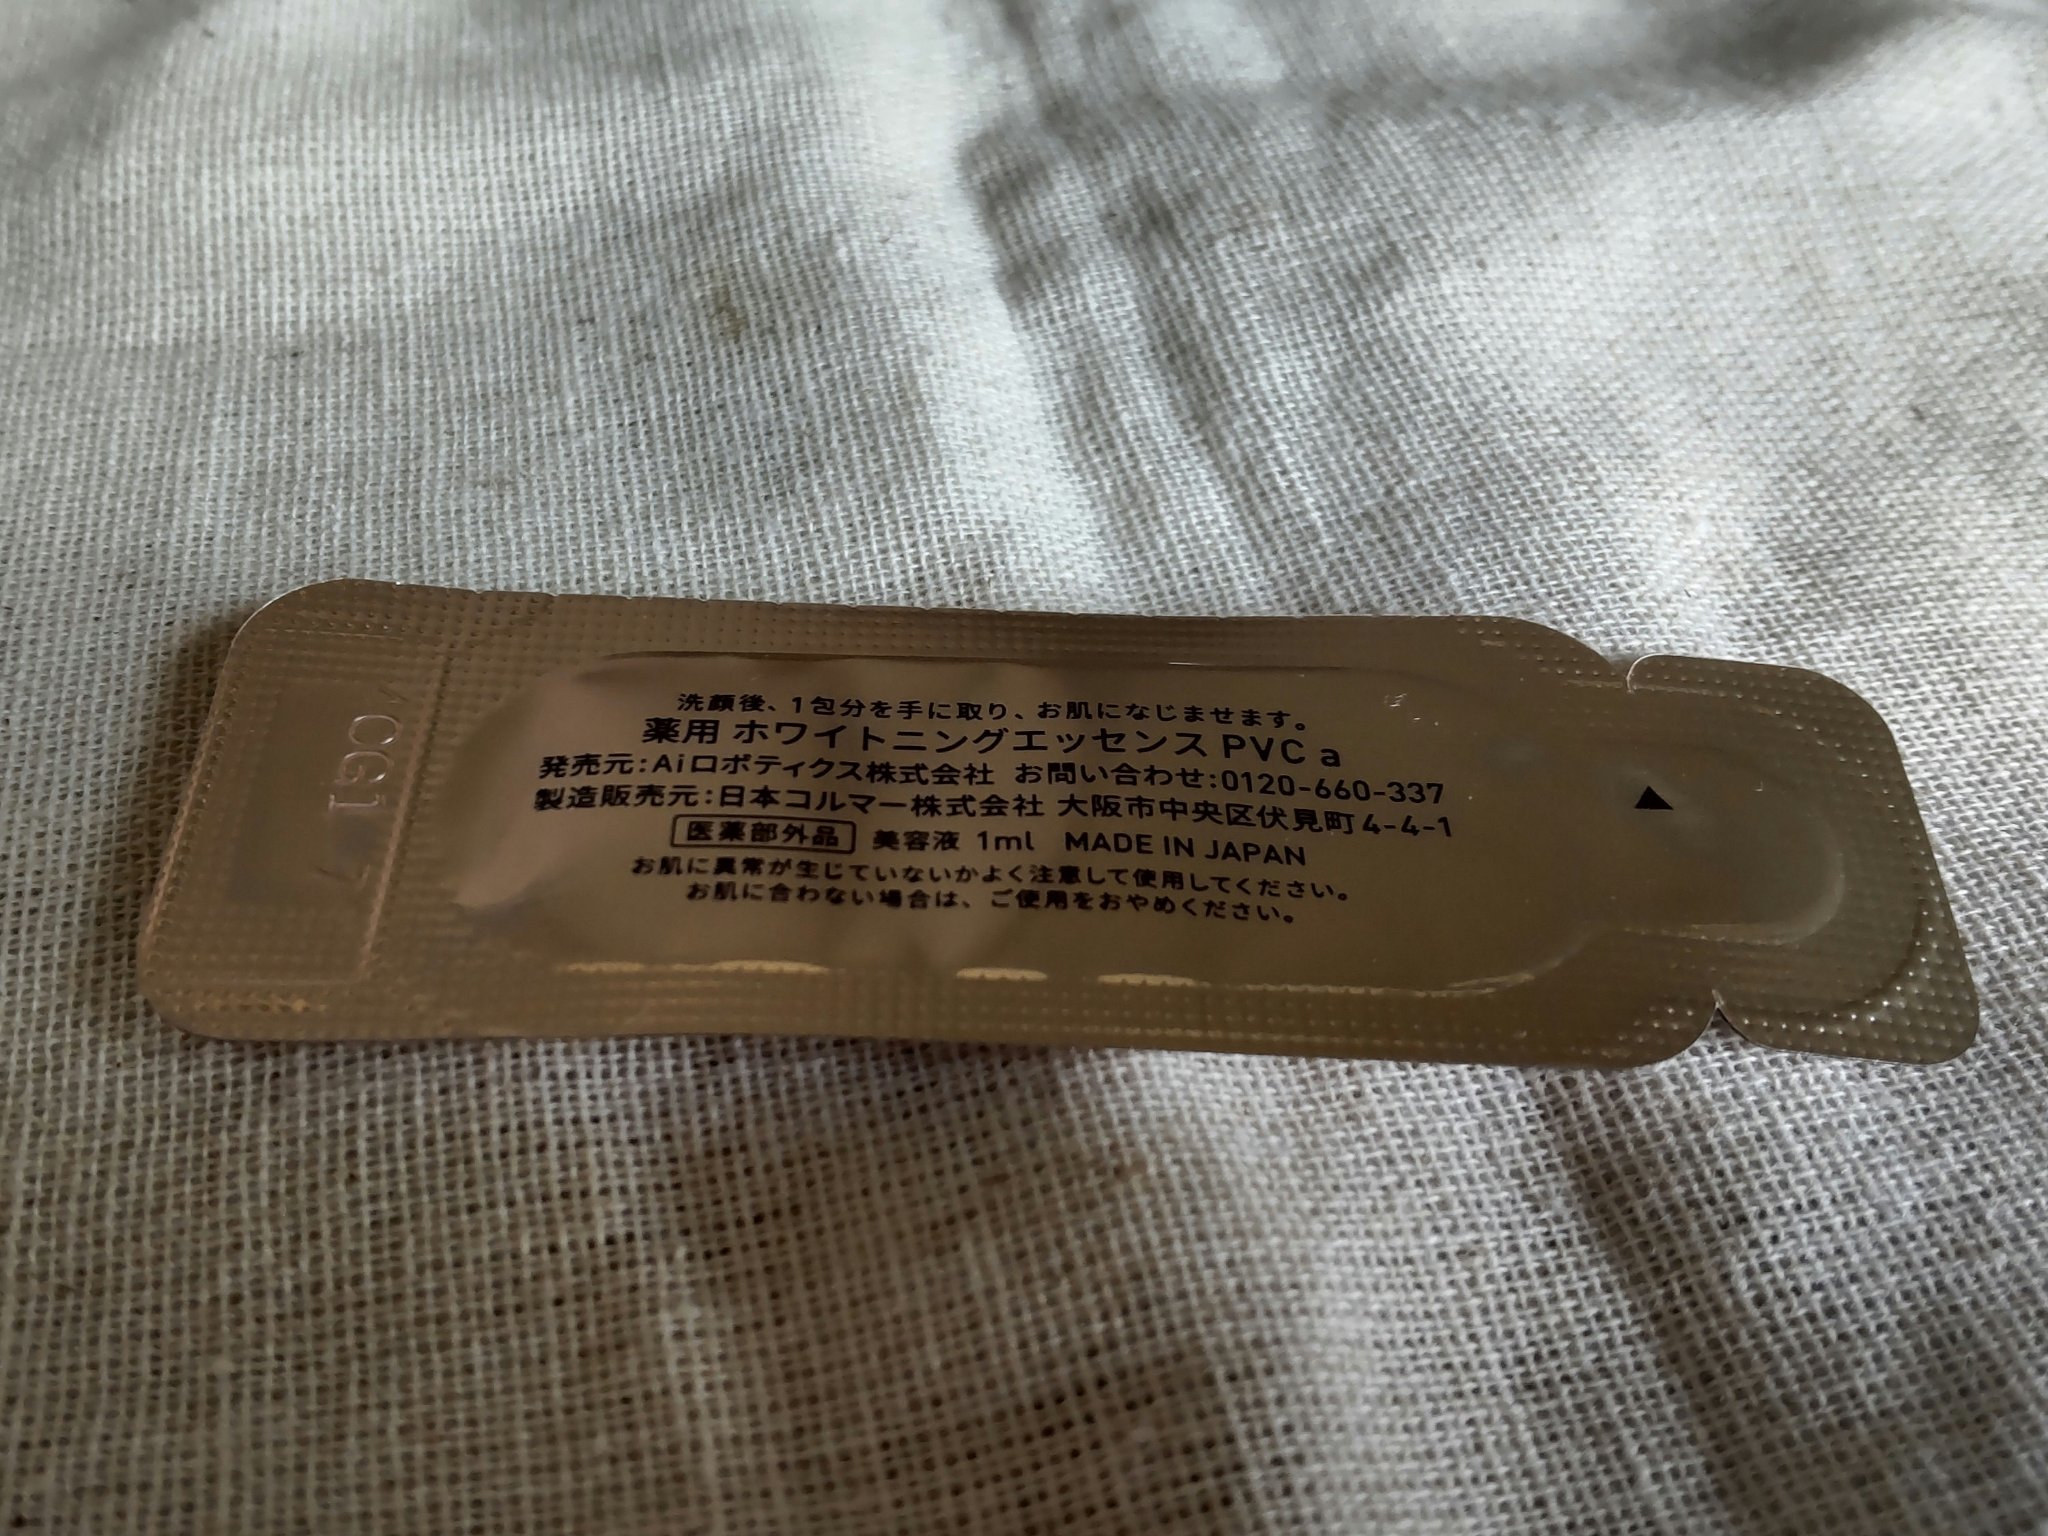 洗顔後、1包分を手に取り、お肌になじませます。
薬用 ホワイトニングエッセンス PVC a
発売元:Aiロボティクス株式会社 お問い合わせ:0120-660-337
製造販売元:日本コルマー株式会社 大阪市中央区伏見町4-4-1
医薬部外品 美容液 1ml MADE IN JAPAN
お肌に異常が生じていないかよく注意して使用してください。
お肌に合わない場合は、ご使用をおやめください。